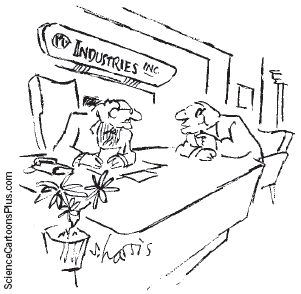 INDUSTRIES INC.
S. harris
ScienceCartoonsPlus.com